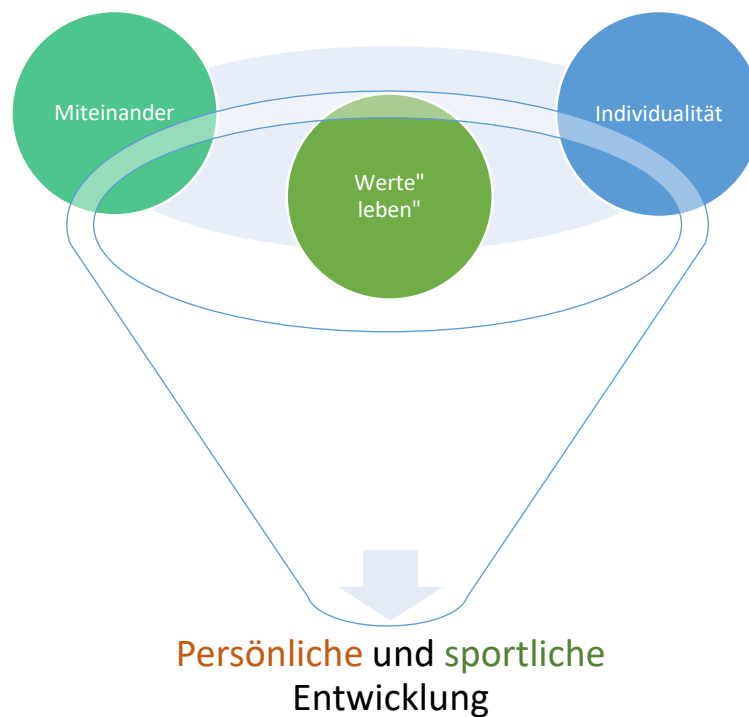 Miteinander
Individualität
Werte"
leben"
Persönliche und sportliche
Entwicklung